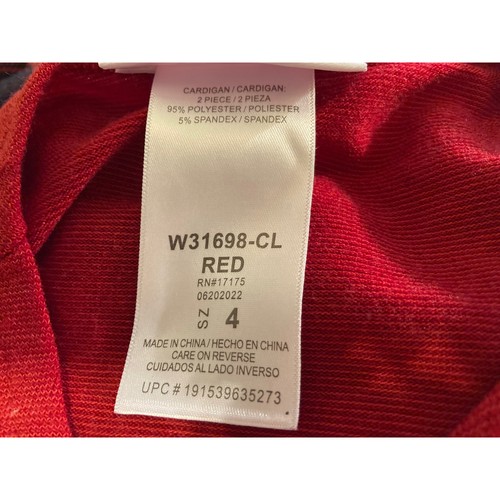 CARDIGAN / CARDIGAN:
2 PIECE / 2 PIEZA
95% POLYESTER / POLIESTER
5% SPANDEX / SPANDEX
W31698-CL
RED
RN#17175
06202022
SZ 4
MADE IN CHINA / HECHO EN CHINA
CARE ON REVERSE
CUIDADOS AL LADO INVERSO
UPC # 191539635273